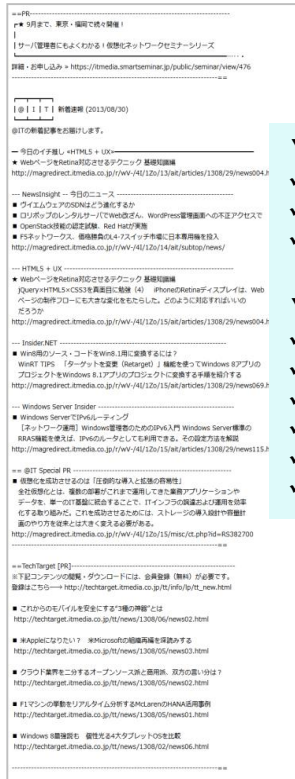 ==PR------------------------------------------------------------
┏★ 9月まで、東京・福岡で続々開催！
┃
┃サーバ管理者にもよくわかる！仮想化ネットワークセミナーシリーズ
詳細・お申し込み » https://itmedia.smartseminar.jp/public/seminar/view/476
------------------------------------------------------------==
｜@｜I｜T｜ 新着速報 (2013/08/30)
@ITの新着記事をお届けします。
━ 今日のイチ推し <HTML5 + UX>━━━━━━━━━━━━━━━━
★ WebページをRetina対応させるテクニック 基礎知識編
http://magredirect.itmedia.co.jp/r/wV-/4I/1Zo/13/ait/articles/1308/29/news004.h
--- NewsInsight -- 今日のニュース ------------------------------
■ ヴイエムウェアのSDNはどう進化するか
■ ロリポップのレンタルサーバでWeb改ざん、WordPress管理画面への不正アクセスで
■ OpenStack技能の認定試験、Red Hatが実施
■ F5ネットワークス、価格勝負のL4-7スイッチ市場に日本専用機を投入
http://magredirect.itmedia.co.jp/r/wV-/4I/1Zo/14/ait/subtop/news/
--- HTML5 + UX ------------------------------
★ WebページをRetina対応させるテクニック 基礎知識編
jQuery×HTML5×CSS3を真面目に勉強（4） iPhoneのRetinaディスプレイは、Web
ページの制作フローにも大きな変化をもたらした。どのように対応すればいいの
だろうか
http://magredirect.itmedia.co.jp/r/wV-/4I/1Zo/15/ait/articles/1308/29/news004.h
--- Insider.NET ------------------------------
■ Win8用のソース・コードをWin8.1用に変換するには？
WinRT TIPS 「ターゲットを変更（Retarget）」機能を使ってWindows 8アプリの
プロジェクトをWindows 8.1アプリのプロジェクトに変換する手順を紹介する
http://magredirect.itmedia.co.jp/r/wV-/4I/1Zo/15/ait/articles/1308/29/news069.h
--- Windows Server Insider ------------------------------
■ Windows ServerでIPv6ルーティング
［ネットワーク運用］Windows管理者のためのIPv6入門 Windows Server標準の
RRAS機能を使えば、IPv6のルータとしても利用できる。その設定方法を解説
http://magredirect.itmedia.co.jp/r/wV-/4I/1Zo/15/ait/articles/1308/29/news115.h
== @IT Special PR ------------------------------
■ 仮想化を成功させるのは「圧倒的な導入と拡張の容易性」
全社仮想化とは、複数の部署がこれまで運用してきた業務アプリケーションや
データを、単一のIT基盤に統合することで、ITインフラの調達および運用を効率
化する取り組みだ。これを成功させるためには、ストレージの導入設計や容量計
画のやり方を従来とは大きく変える必要がある。
http://magredirect.itmedia.co.jp/r/wV-/4I/1Zo/15/misc/ct.php?id=RS382700
------------------------------------------------------------==
==TechTarget [PR]------------------------------
※下記コンテンツの閲覧・ダウンロードには、会員登録（無料）が必要です。
登録はこちら―→ http://techtarget.itmedia.co.jp/tt/info/lp/tt_new.html
■ これからのモバイルを安全にする“3種の神器”とは
http://techtarget.itmedia.co.jp/tt/news/1308/06/news02.html
■ 米Appleになりたい？ 米Microsoftの組織再編を深読みする
http://techtarget.itmedia.co.jp/tt/news/1308/05/news03.html
■ クラウド業界を二分するオープンソース派と商用派、双方の言い分は？
http://techtarget.itmedia.co.jp/tt/news/1308/05/news02.html
■ F1マシンの挙動をリアルタイム分析するMcLarenのHANA活用事例
http://techtarget.itmedia.co.jp/tt/news/1308/05/news01.html
■ Windows 8最強説も 個性光る4大タブレットOSを比較
http://techtarget.itmedia.co.jp/tt/news/1308/02/news06.html
------------------------------------------------------------==